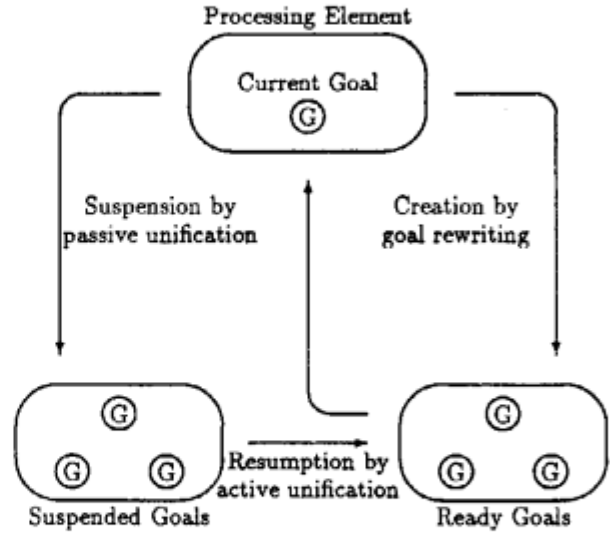 Processing Element
Current Goal
G
Suspension by
passive unification
Creation by
goal rewriting
G
G G
Resumption by
active unification
G
G G
Suspended Goals
Ready Goals